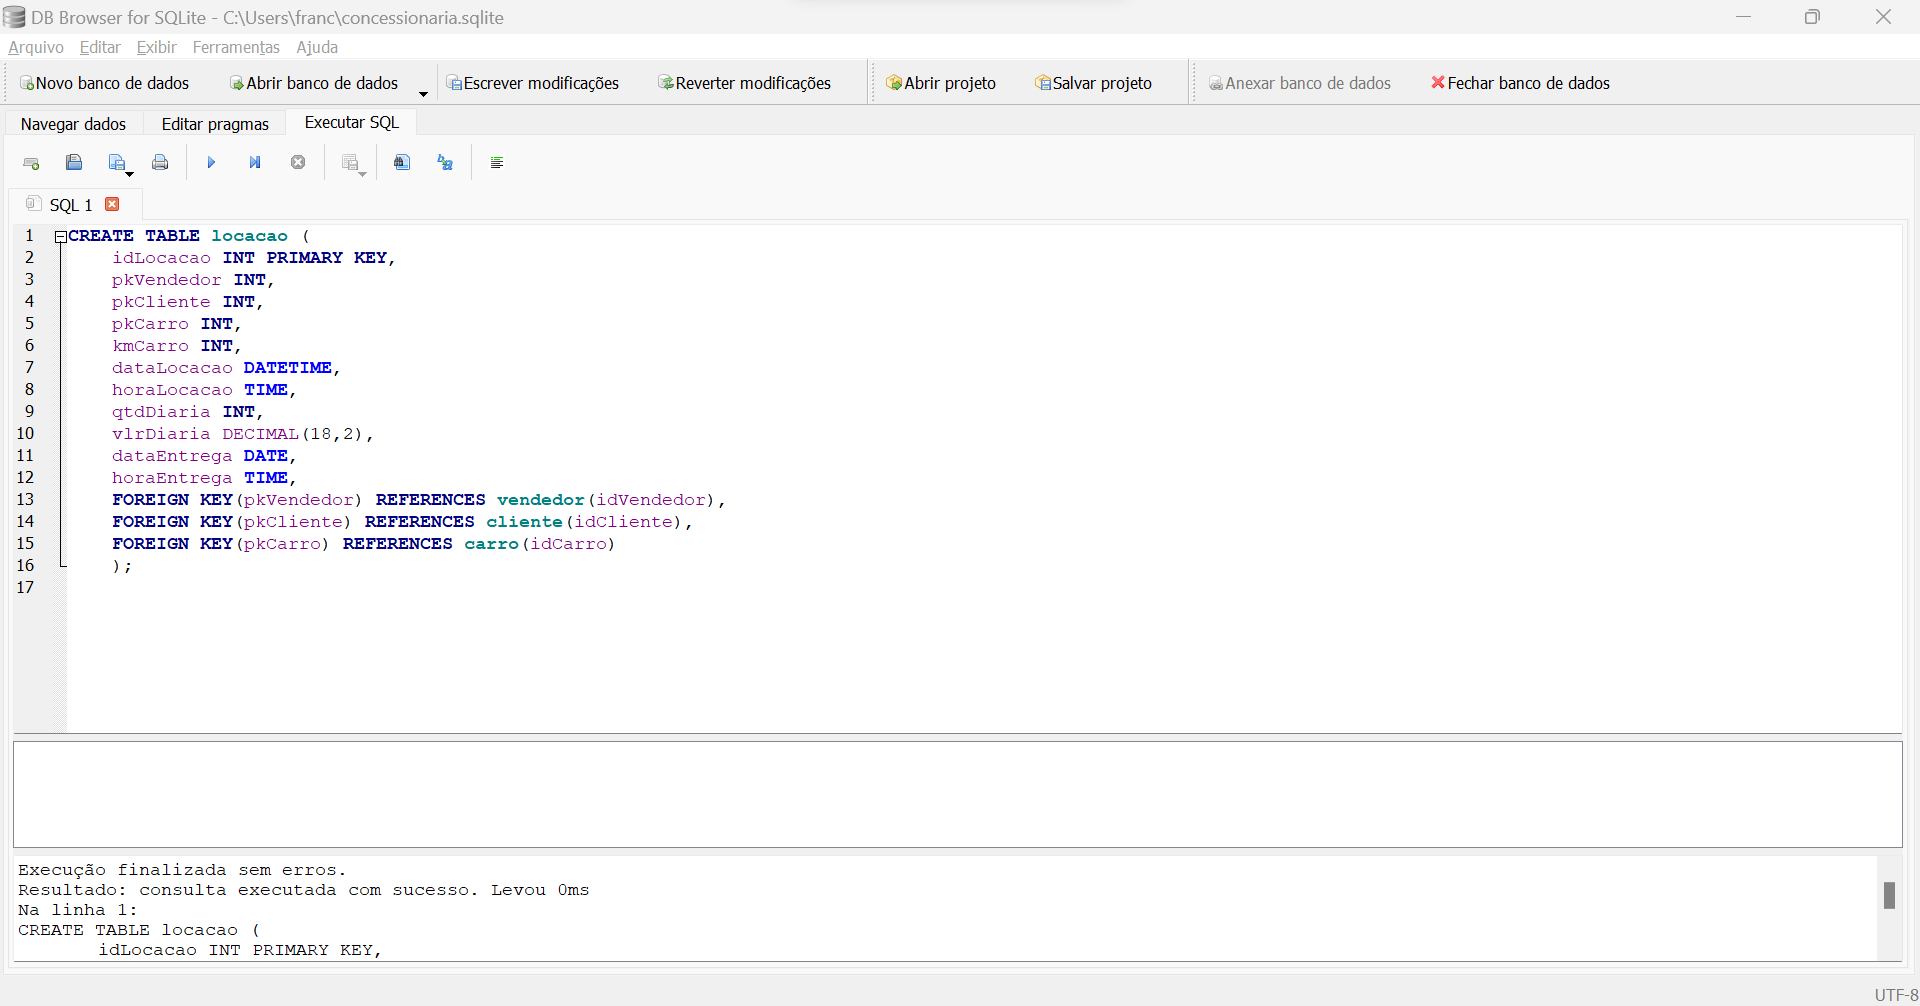 DB Browser for SQLite - C:\Users\franc\concessionaria.sqlite
Arquivo Editar Exibir Ferramentas Ajuda
Novo banco de dados Abrir banco de dados Escrever modificações Reverter modificações Abrir projeto Salvar projeto Anexar banco de dados Fechar banco de dados
Navegar dados Editar pragmas Executar SQL
SQL 1
1 CREATE TABLE locacao (
2 idLocacao INT PRIMARY KEY,
3 pkVendedor INT,
4 pkCliente INT,
5 pkCarro INT,
6 kmCarro INT,
7 dataLocacao DATETIME,
8 horaLocacao TIME,
9 qtdDiaria INT,
10 vlrDiaria DECIMAL(18,2),
11 dataEntrega DATE,
12 horaEntrega TIME,
13 FOREIGN KEY(pkVendedor) REFERENCES vendedor(idVendedor),
14 FOREIGN KEY(pkCliente) REFERENCES cliente(idCliente),
15 FOREIGN KEY(pkCarro) REFERENCES carro(idCarro)
16 );
17
Execução finalizada sem erros.
Resultado: consulta executada com sucesso. Levou 0ms
Na linha 1:
CREATE TABLE locacao (
idLocacao INT PRIMARY KEY,
UTF-8